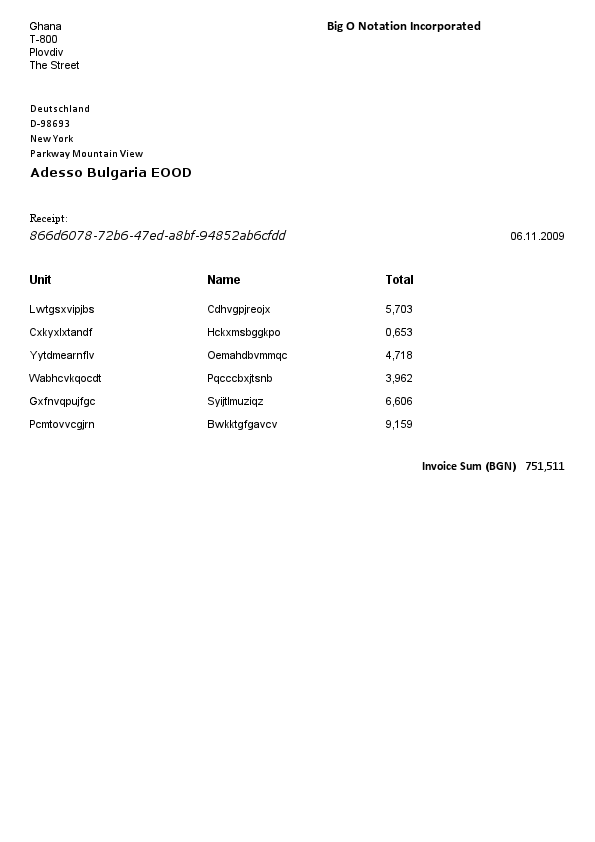 Ghana
Big O Notation Incorporated
T-800
Plovdiv
The Street
Deutschland
D-98693
New York
Parkway Mountain View
Adesso Bulgaria EOOD
Receipt:
866d6078-72b6-47ed-a8bf-94852ab6cfdd 06.11.2009
Unit Name Total
Lwtgsxvipjbs Cdhvgpjreojx 5,703
Cxkyxlxtandf Hckxmsbggkpo 0,653
Yytdmearnflv Oemahdbvmmqc 4,718
Wabhcvkqocdt Pqcccbxjtsnb 3,962
Gxfnvqpujfgc Syijtlmuziqz 6,606
Pcmtovvcgjrn Bwkktgfgavcv 9,159
Invoice Sum (BGN) 751,511